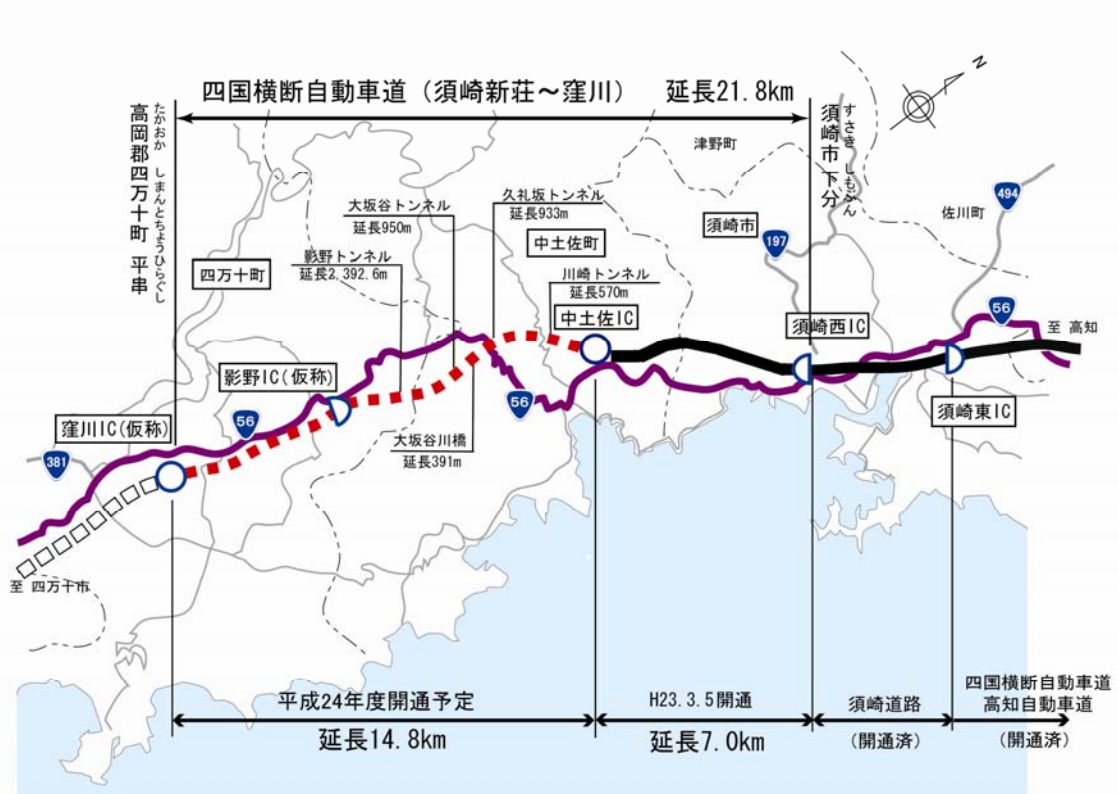 N
四国横断自動車道（須崎新荘～窪川） 延長21.8km
たかおか しまんとちょうひらぐし
高岡郡四万十町 平串
すさき しもぶん
須崎市 下分
津野町
494
佐川町
久礼坂トンネル
延長933m
大坂谷トンネル
延長950m
須崎市
197
中土佐町
影野トンネル
延長2,392.6m
四万十町
川崎トンネル
延長570m
56
至 高知
中土佐IC
須崎西IC
影野IC(仮称)
56
須崎東IC
56
窪川IC(仮称)
大坂谷川橋
延長391m
381
至 四万十市
平成24年度開通予定
延長14.8km
H23.3.5開通
延長7.0km
須崎道路
(開通済)
四国横断自動車道
高知自動車道
(開通済)